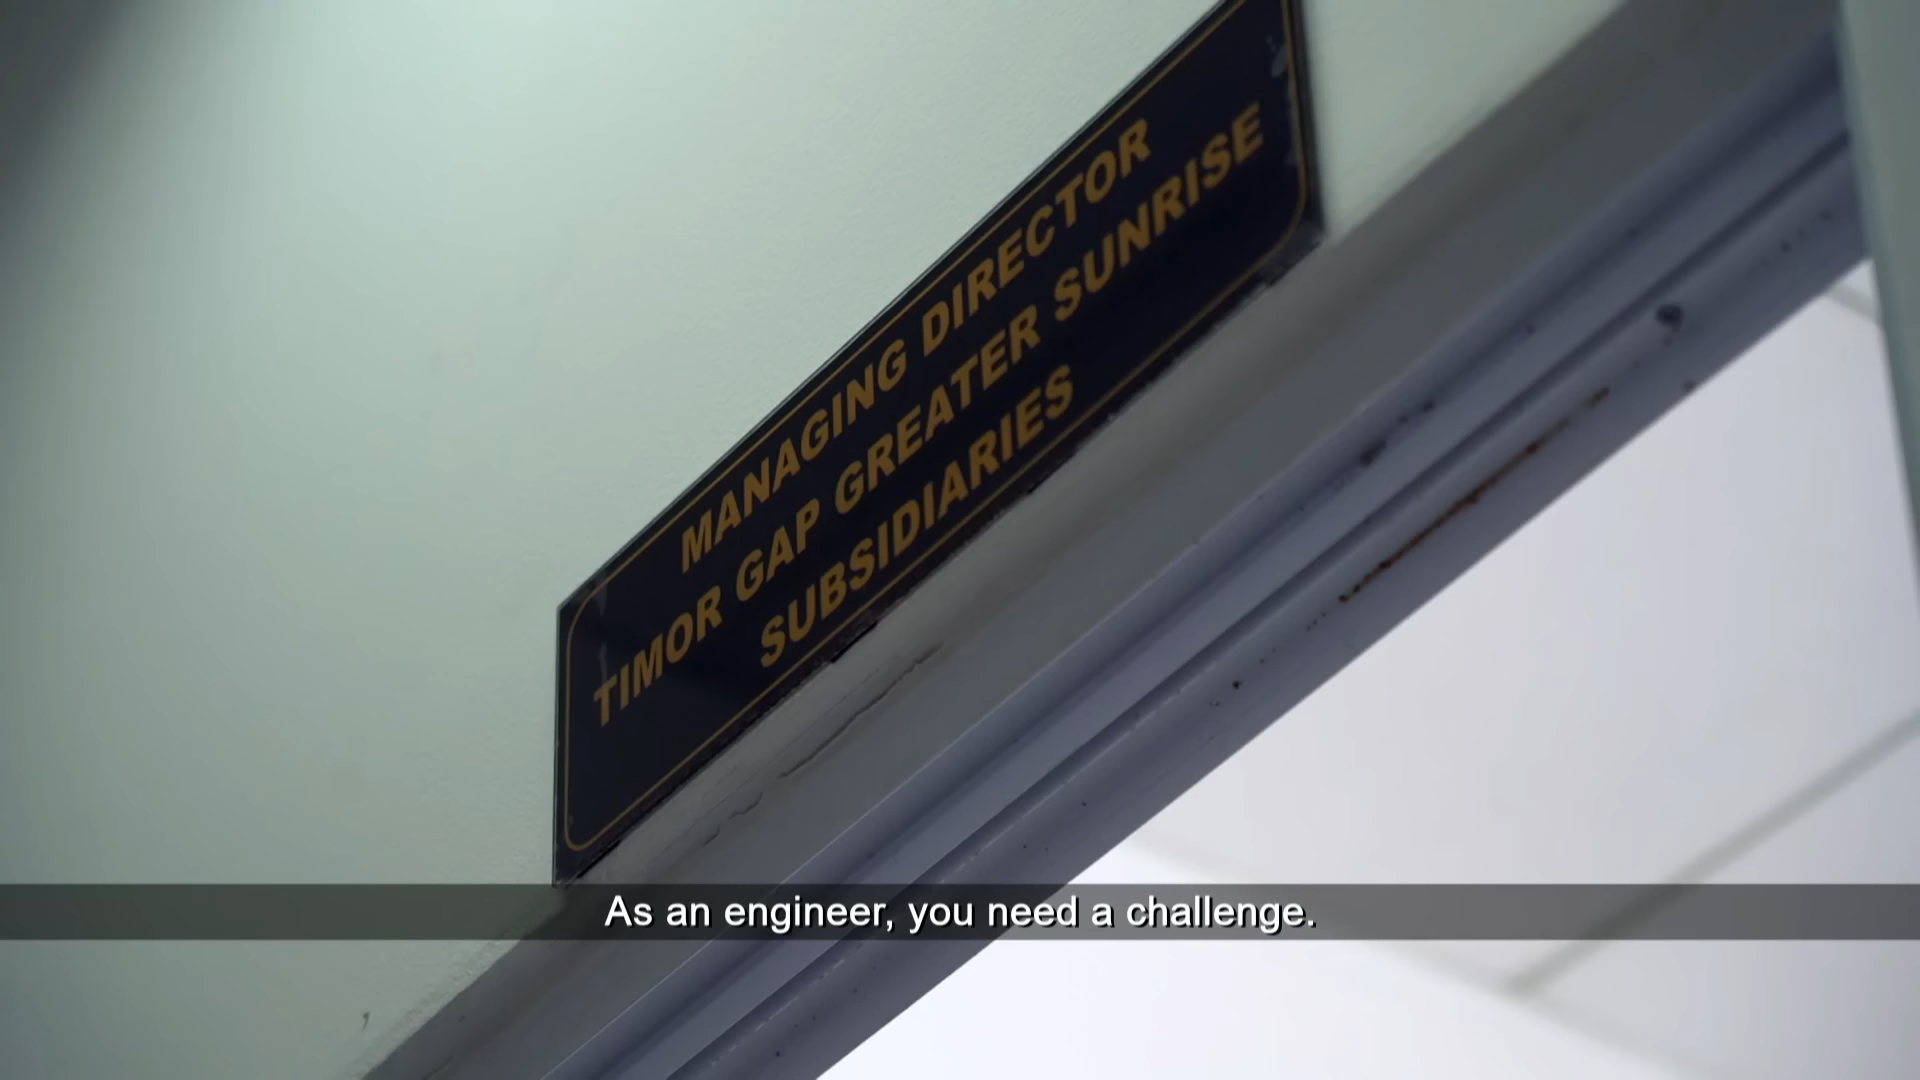 MANAGING DIRECTOR
TIMOR GAP GREATER SUNRISE
SUBSIDIARIES
As an engineer, you need a challenge.